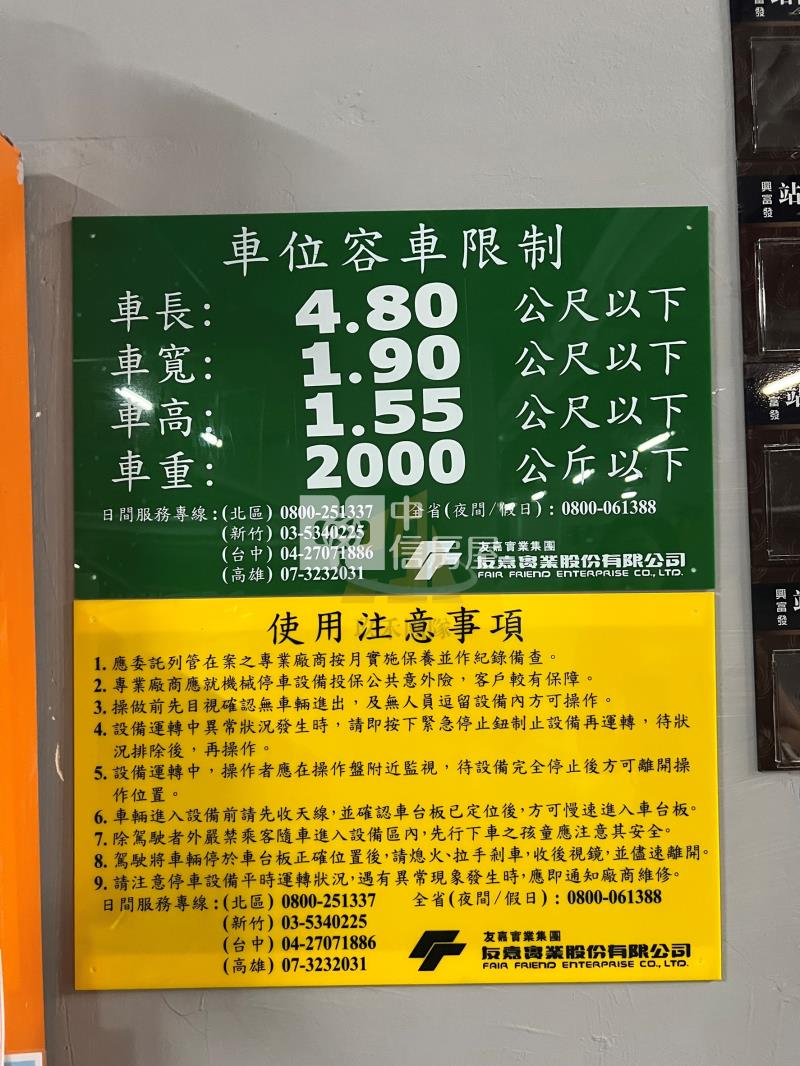 車位容車限制
車長: 4.80 公尺以下
車寬: 1.90 公尺以下
車高: 1.55 公尺以下
車重: 2000 公斤以下
日間服務專線:(北區) 0800-251337 全省(夜間/假日): 0800-061388
(新竹) 03-5340225
(台中) 04-27071886
(高雄) 07-3232031
友嘉實業集團
友嘉實業股份有限公司
FAIR FRIEND ENTERPRISE CO., LTD.
中信房屋
使用注意事項
1. 應委託列管在案之專業廠商按月實施保養並作紀錄備查。
2. 專業廠商應就機械停車設備投保公共意外險,客戶較有保障。
3. 操做前先目視確認無車輛進出,及無人員逗留設備內方可操作。
4. 設備運轉中異常狀況發生時,請即按下緊急停止鈕制止設備再運轉,待狀
況排除後,再操作。
5. 設備運轉中,操作者應在操作盤附近監視,待設備完全停止後方可離開操
作位置。
6. 車輛進入設備前請先收天線,並確認車台板已定位後,方可慢速進入車台板。
7. 除駕駛者外嚴禁乘客隨車進入設備區內,先行下車之孩童應注意其安全。
8. 駕駛將車輛停於車台板正確位置後,請熄火、拉手剎車,收後視鏡,並儘速離開。
9. 請注意停車設備平時運轉狀況,遇有異常現象發生時,應即通知廠商維修。
日間服務專線:(北區) 0800-251337 全省(夜間/假日): 0800-061388
(新竹) 03-5340225
(台中) 04-27071886
(高雄) 07-3232031
友嘉實業集團
友嘉實業股份有限公司
FAIR FRIEND ENTERPRISE CO., LTD.
興富發
站
興富發